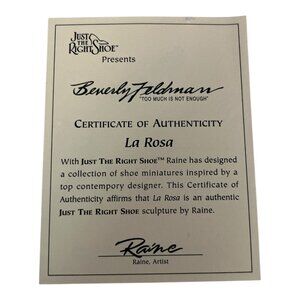 JUST
THE
RIGHT SHOE™
Presents
Beverly Feldman
"TOO MUCH IS NOT ENOUGH"
CERTIFICATE OF AUTHENTICITY
La Rosa
With JUST THE RIGHT SHOE™ Raine has designed
a collection of shoe miniatures inspired by a
top contempory designer. This Certificate of
Authenticity affirms that La Rosa is an authentic
JUST THE RIGHT SHOE sculpture by Raine.
Raine
Raine, Artist